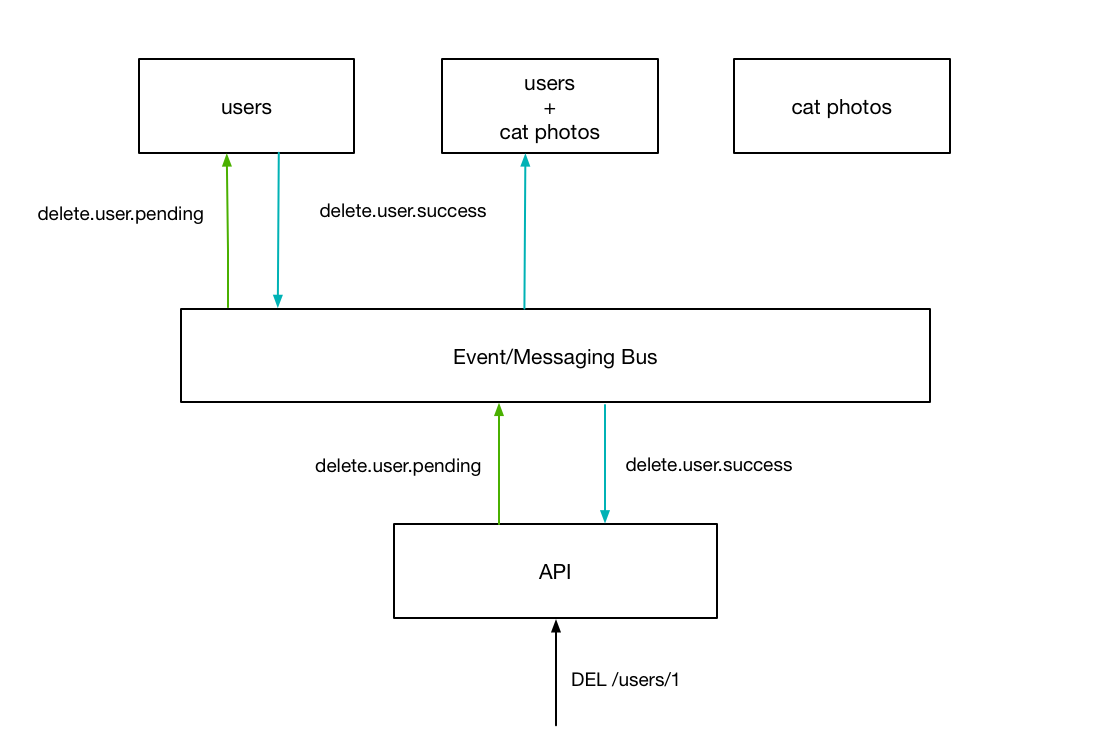 users
users
+
cat photos
cat photos
delete.user.pending
delete.user.success
Event/Messaging Bus
delete.user.pending
delete.user.success
API
DEL /users/1